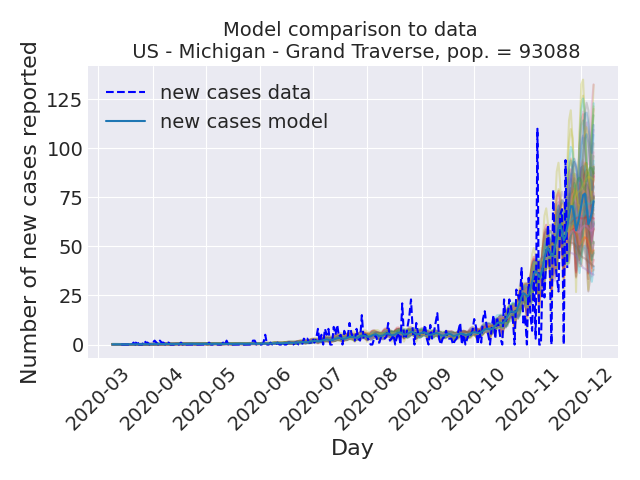 Model comparison to data
US - Michigan - Grand Traverse, pop. = 93088
Number of new cases reported
125
100
75
50
25
0
new cases data
new cases model
2020-03
2020-04
2020-05
2020-06
2020-07
2020-08
2020-09
2020-10
2020-11
2020-12
Day